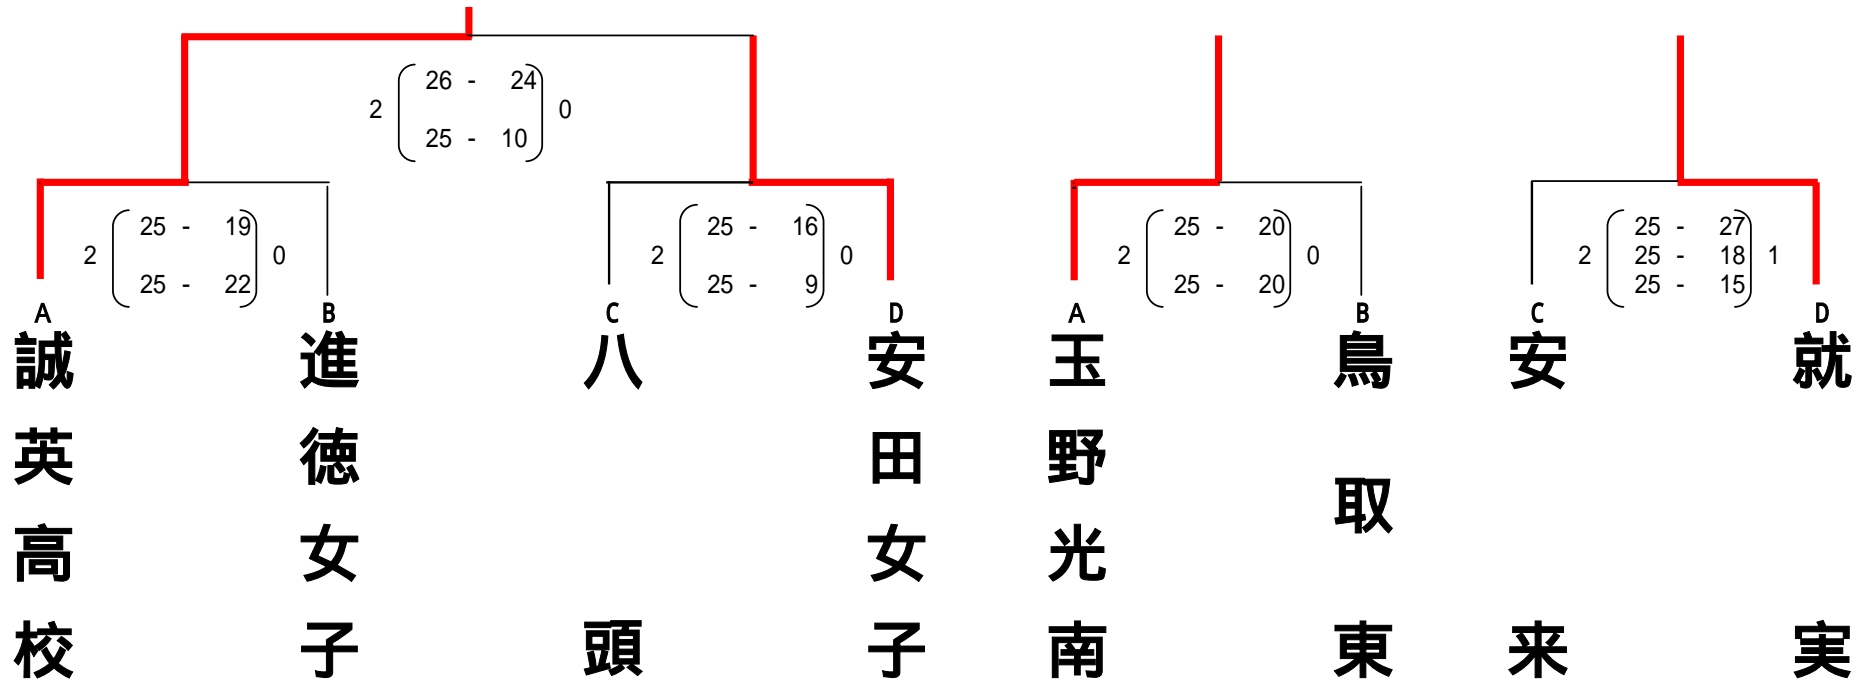 26 - 24
2 0
25 - 10
25 - 19
2 0
25 - 22
25 - 16
2 0
25 - 9
25 - 20
2 0
25 - 20
25 - 27
2 25 - 18 1
25 - 15
A B C D A B C D
誠英高校
進徳女子
八頭
安田女子
玉野光南
鳥取東
安来
就実